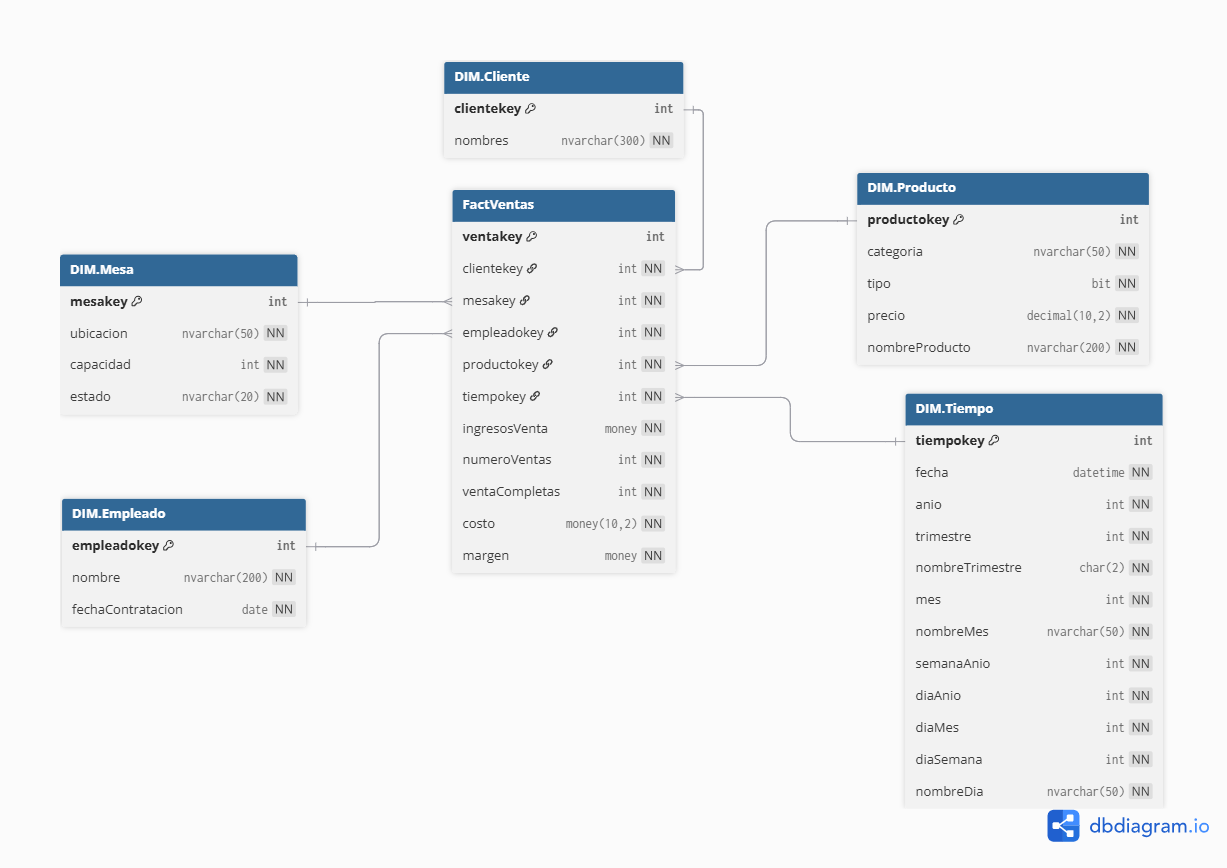 DIM.Cliente
clientekey int
nombres nvarchar(300) NN
FactVentas
ventakey int
clientekey int NN
mesakey int NN
empleadokey int NN
productokey int NN
tiempokey int NN
ingresosVenta money NN
numeroVentas int NN
ventaCompletas int NN
costo money(10,2) NN
margen money NN
DIM.Producto
productokey int
categoria nvarchar(50) NN
tipo bit NN
precio decimal(10,2) NN
nombreProducto nvarchar(200) NN
DIM.Mesa
mesakey int
ubicacion nvarchar(50) NN
capacidad int NN
estado nvarchar(20) NN
DIM.Empleado
empleadokey int
nombre nvarchar(200) NN
fechaContratacion date NN
DIM.Tiempo
tiempokey int
fecha datetime NN
anio int NN
trimestre int NN
nombreTrimestre char(2) NN
mes int NN
nombreMes nvarchar(50) NN
semanaAnio int NN
diaAnio int NN
diaMes int NN
diaSemana int NN
nombreDia nvarchar(50) NN
dbdiagram.io